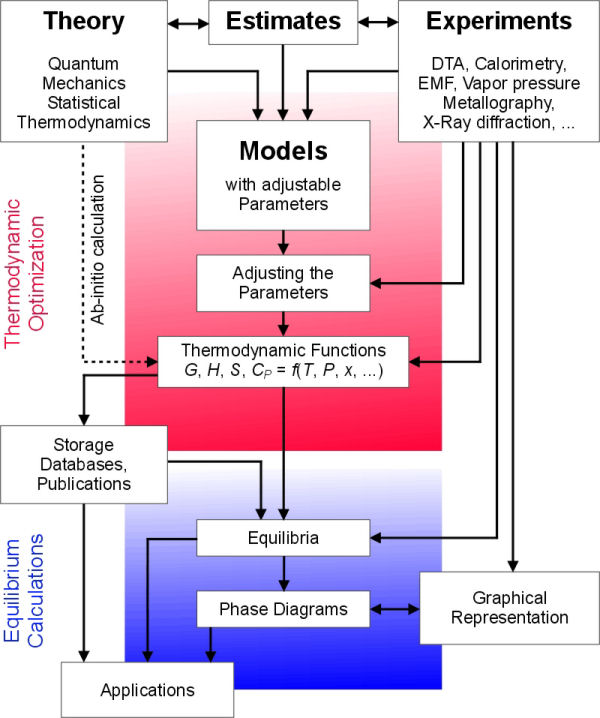 Theory
Quantum
Mechanics
Statistical
Thermodynamics
Estimates
Experiments
DTA, Calorimetry,
EMF, Vapor pressure
Metallography,
X-Ray diffraction, ...
Models
with adjustable
Parameters
Thermodynamic
Optimization
Ab-initio calculation
Adjusting the
Parameters
Thermodynamic Functions
G, H, S, CP = f(T, P, x, ...)
Storage
Databases,
Publications
Equilibrium
Calculations
Equilibria
Phase Diagrams
Graphical
Representation
Applications